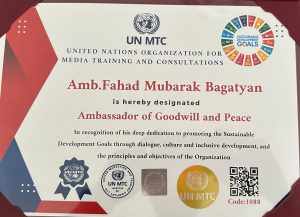 UN MTC
SUSTAINABLE
DEVELOPMENT
GOALS
UNITED NATIONS ORGANIZATION FOR
MEDIA TRAINING AND CONSULTATIONS
Amb.Fahad Mubarak Bagatyan
is hereby designated
Ambassador of Goodwill and Peace
In recognition of his deep dedication to promoting the Sustainable
Development Goals through dialogue, culture and inclusive development, and
the principles and objectives of the Organization
UN MTC
UN MTC
Code:1088